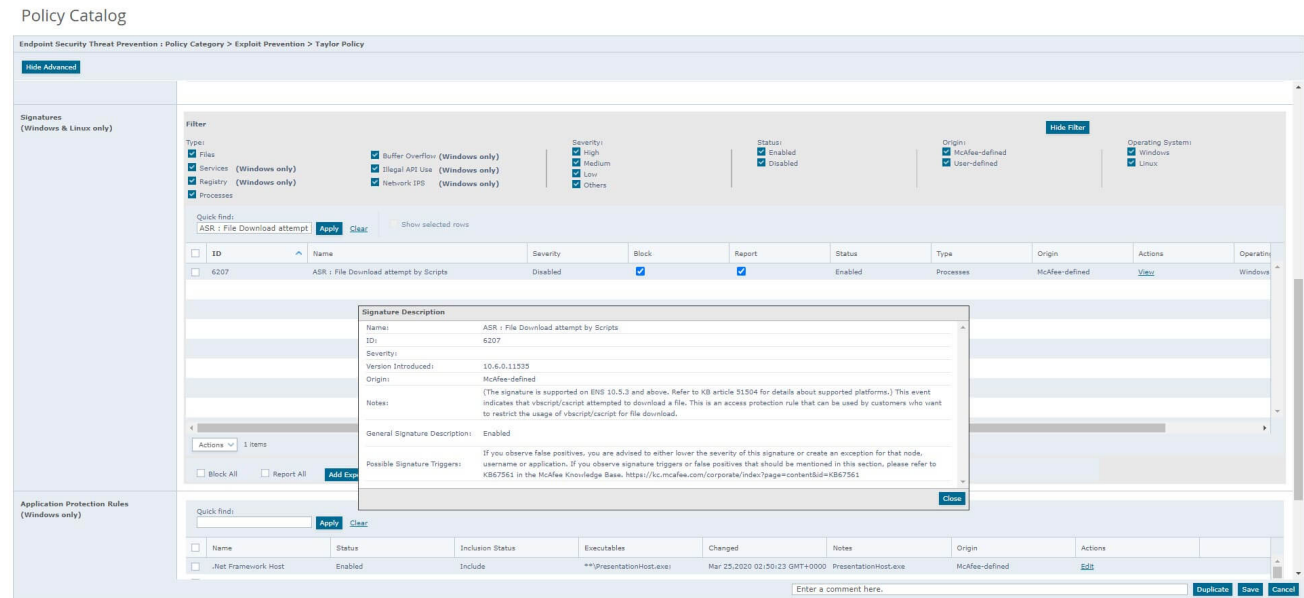 Policy Catalog
Endpoint Security Threat Prevention : Policy Category > Exploit Prevention > Taylor Policy
Hide Advanced
Signatures
(Windows & Linux only)
Filter
Hide Filter
Type:
Files
Services (Windows only)
Registry (Windows only)
Processes
Buffer Overflow (Windows only)
Illegal API Use (Windows only)
Network IPS (Windows only)
Severity:
High
Medium
Low
Others
Status:
Enabled
Disabled
Origin:
McAfee-defined
User-defined
Operating System:
Windows
Linux
Quick find:
ASR : File Download attempt Apply Clear Show selected rows
ID Name Severity Block Report Status Type Origin Actions Operating
6207 ASR : File Download attempt by Scripts Disabled Enabled Processes McAfee-defined View Windows
Signature Description
Name: ASR : File Download attempt by Scripts
ID: 6207
Severity:
Version Introduced: 10.6.0.11535
Origin: McAfee-defined
Notes:
(The signature is supported on ENS 10.5.3 and above. Refer to KB article 51504 for details about supported platforms.) This event
indicates that vbscript/cscript attempted to download a file. This is an access protection rule that can be used by customers who want
to restrict the usage of vbscript/cscript for file download.
General Signature Description: Enabled
Possible Signature Triggers:
If you observe false positives, you are advised to either lower the severity of this signature or create an exception for that node,
username or application. If you observe signature triggers or false positives that should be mentioned in this section, please refer to
KB67561 in the McAfee Knowledge Base. https://kc.mcafee.com/corporate/index?page=content&id=KB67561
Close
Actions 1 items
Block All Report All Add Exp
Application Protection Rules
(Windows only)
Quick find:
Apply Clear
Name Status Inclusion Status Executables Changed Notes Origin Actions
.Net Framework Host Enabled Include **\PresentationHost.exe; Mar 25,2020 02:50:23 GMT+0000 PresentationHost.exe McAfee-defined Edit
Enter a comment here. Duplicate Save Cancel